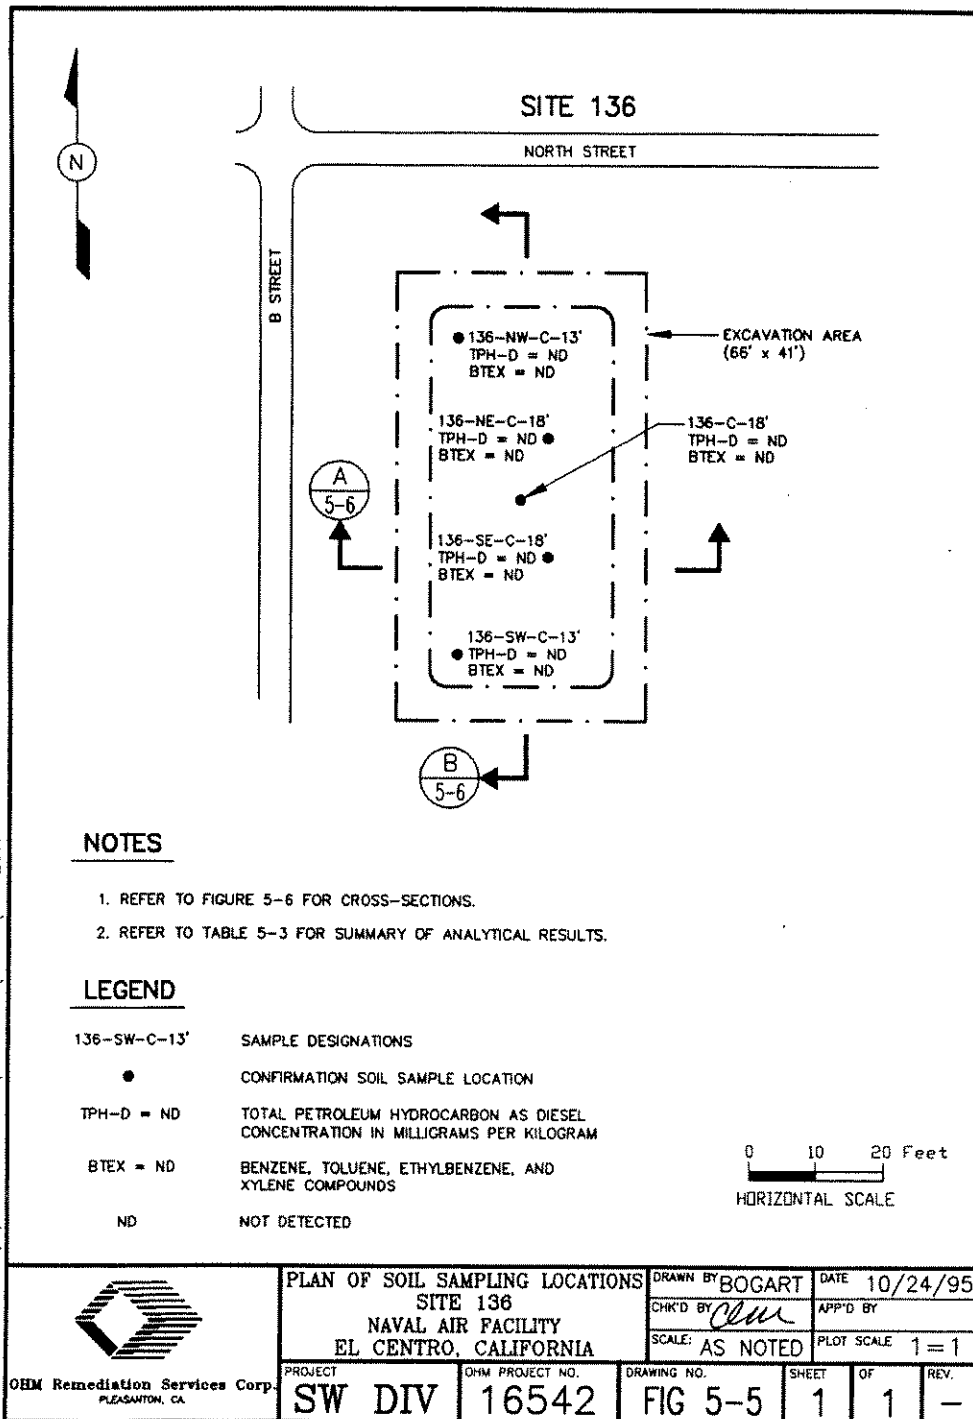 SITE 136
N
NORTH STREET
B STREET
136-NW-C-13'
TPH-D = ND
BTEX = ND
EXCAVATION AREA
(66' x 41')
136-NE-C-18'
TPH-D = ND
BTEX = ND
136-C-18'
TPH-D = ND
BTEX = ND
A
5-6
136-SE-C-18'
TPH-D = ND
BTEX = ND
136-SW-C-13'
TPH-D = ND
BTEX = ND
B
5-6
NOTES
1. REFER TO FIGURE 5-6 FOR CROSS-SECTIONS.
2. REFER TO TABLE 5-3 FOR SUMMARY OF ANALYTICAL RESULTS.
LEGEND
136-SW-C-13' SAMPLE DESIGNATIONS
CONFIRMATION SOIL SAMPLE LOCATION
TPH-D = ND TOTAL PETROLEUM HYDROCARBON AS DIESEL
CONCENTRATION IN MILLIGRAMS PER KILOGRAM
BTEX = ND BENZENE, TOLUENE, ETHYLBENZENE, AND
XYLENE COMPOUNDS
ND NOT DETECTED
0 10 20 Feet
HORIZONTAL SCALE
OHM Remediation Services Corp.
PLEASANTON, CA
PLAN OF SOIL SAMPLING LOCATIONS
SITE 136
NAVAL AIR FACILITY
EL CENTRO, CALIFORNIA
DRAWN BY BOGART
DATE 10/24/95
CHK'D BY
APP'D BY
SCALE: AS NOTED
PLOT SCALE 1=1
PROJECT
SW DIV
OHM PROJECT NO.
16542
DRAWING NO.
FIG 5-5
SHEET
1
OF
1
REV.
-